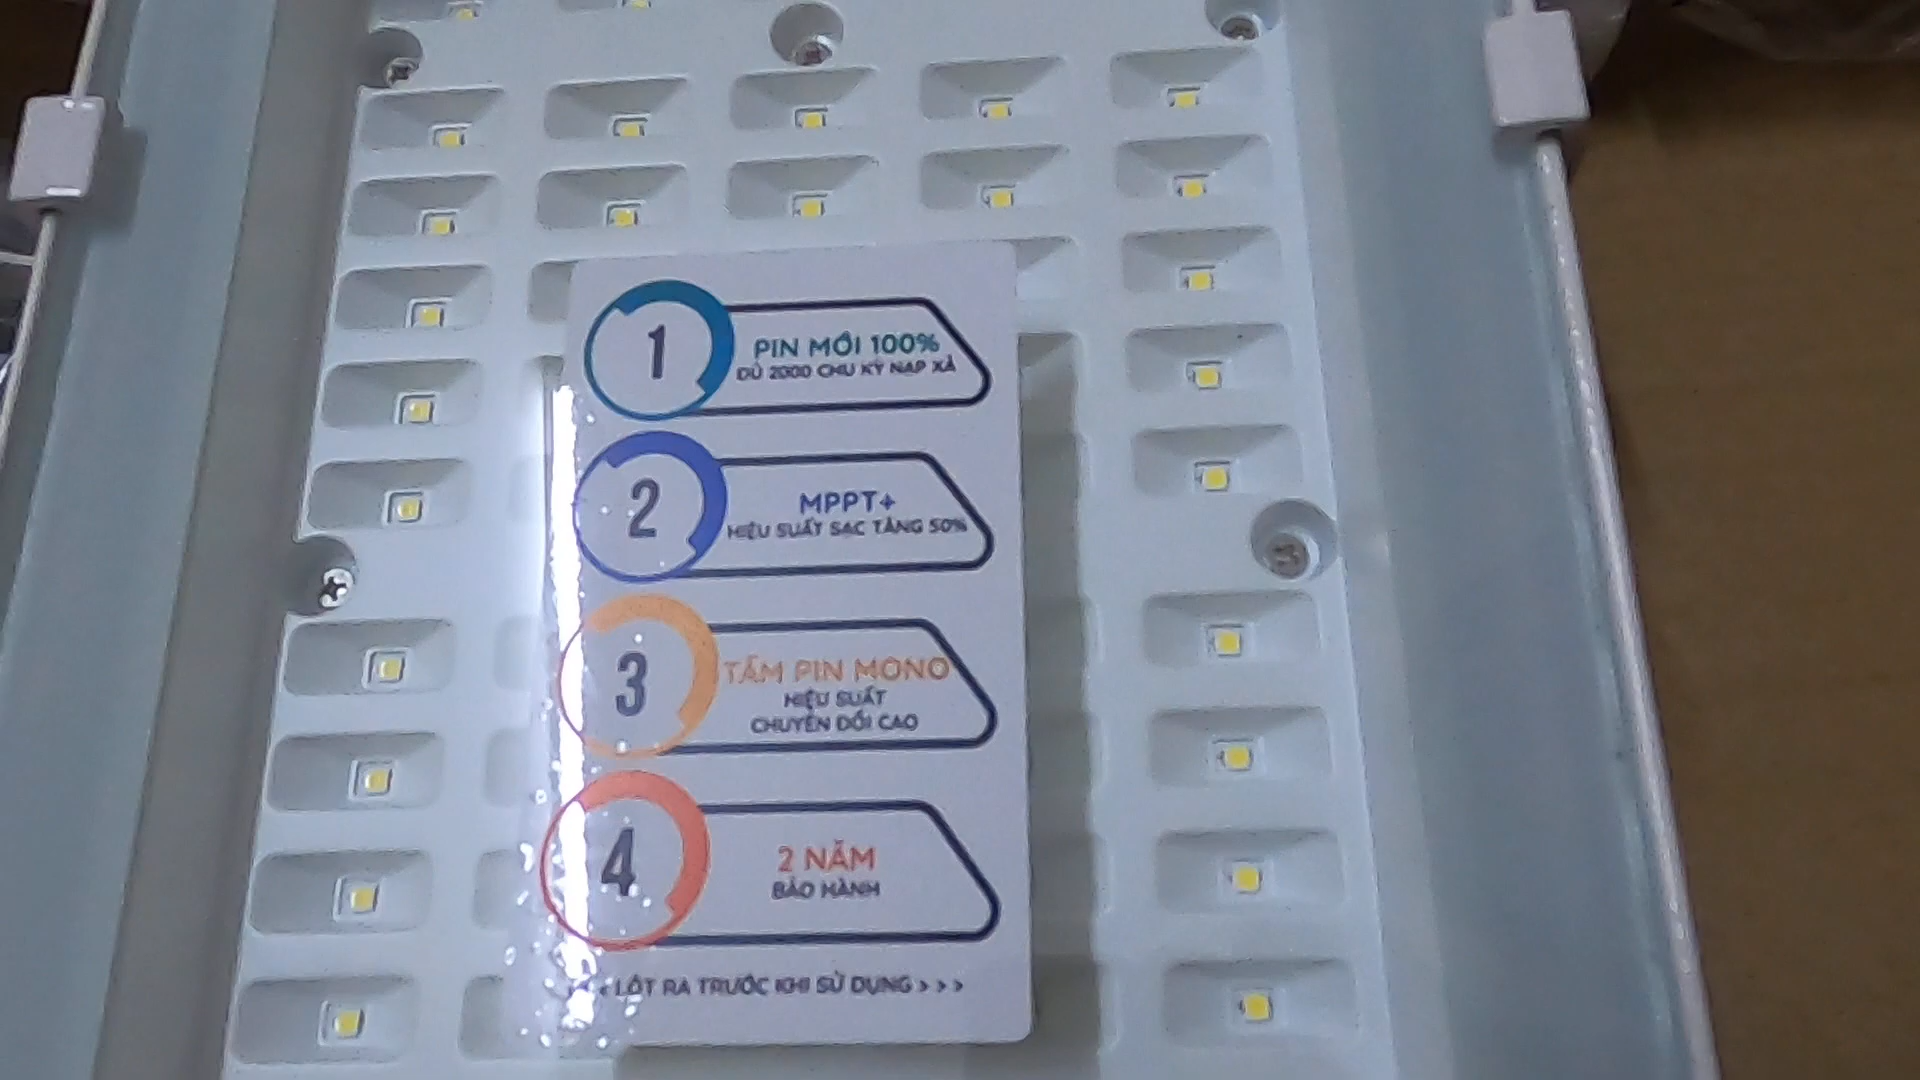 1
PIN MỚI 100%
ĐỦ 2000 CHU KỲ NẠP XẢ
2
MPPT+
HIỆU SUẤT SẠC TĂNG 50%
3
TẤM PIN MONO
HIỆU SUẤT
CHUYỂN ĐỔI CAO
4
2 NĂM
BẢO HÀNH
< LỘT RA TRƯỚC KHI SỬ DỤNG > > >